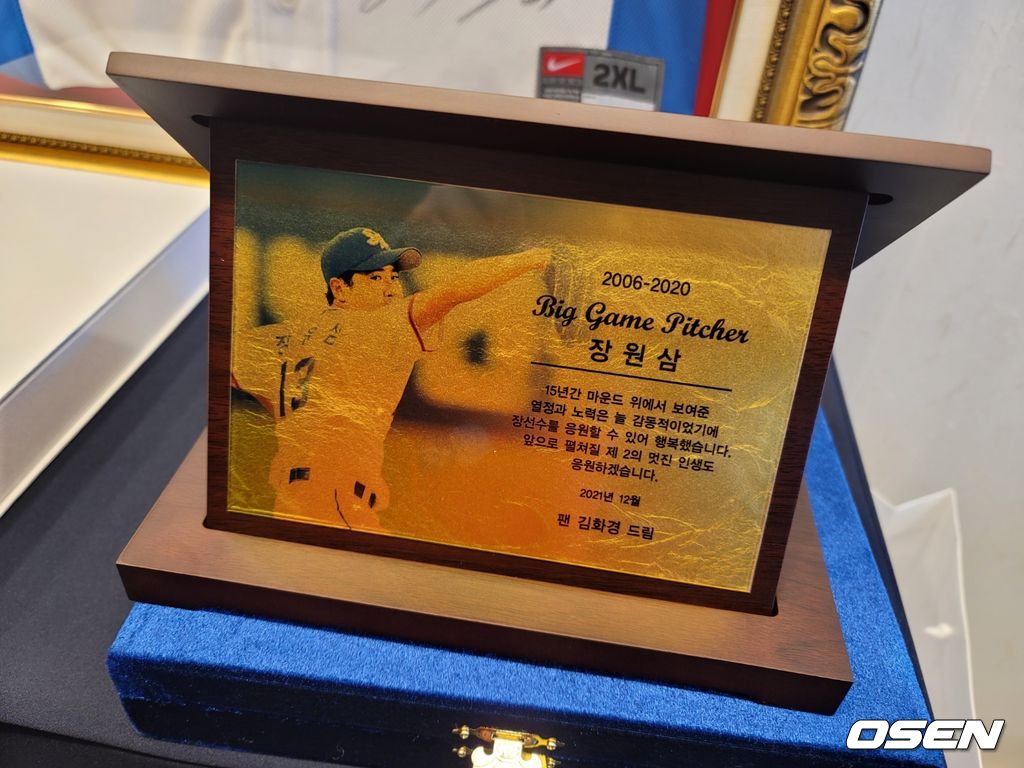 2XL
2006-2020
Big Game Pitcher
장 원 삼
15년간 마운드 위에서 보여준
열정과 노력은 늘 감동적이었기에
장선수를 응원할 수 있어 행복했습니다.
앞으로 펼쳐질 제 2의 멋진 인생도
응원하겠습니다.
2021년 12월
팬 김화경 드림
장원삼
13
OSEN